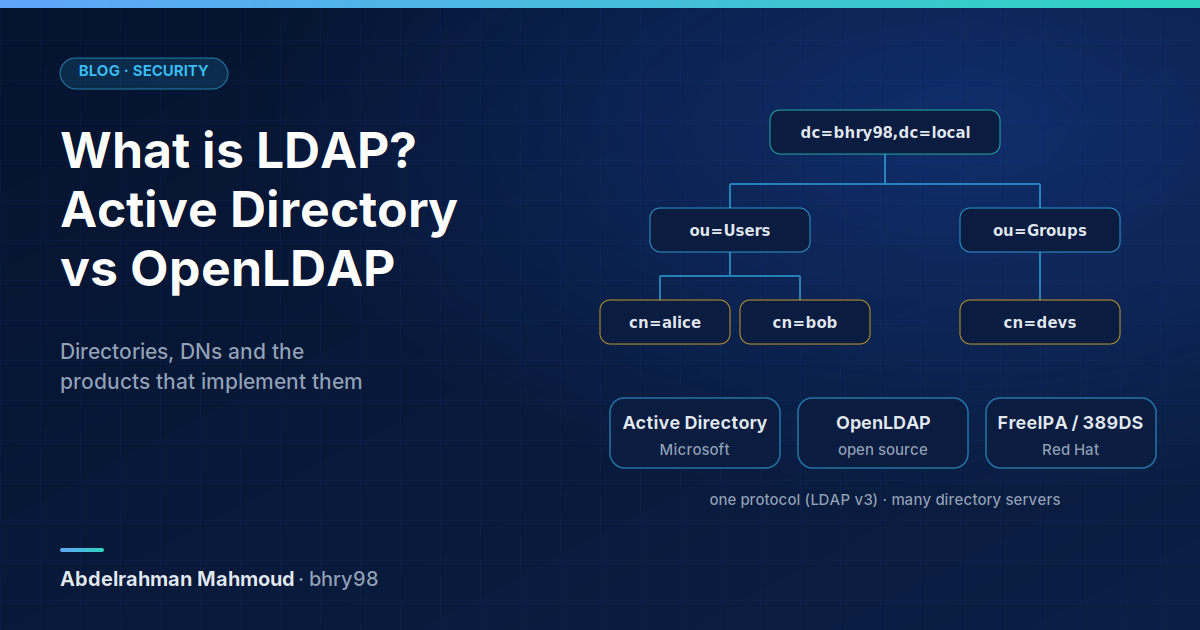 BLOG · SECURITY
What is LDAP?
Active Directory
vs OpenLDAP
Directories, DNs and the
products that implement them
Abdelrahman Mahmoud · bhry98
dc=bhry98,dc=local
ou=Users
ou=Groups
cn=alice
cn=bob
cn=devs
Active Directory
Microsoft
OpenLDAP
open source
FreeIPA / 389DS
Red Hat
one protocol (LDAP v3) · many directory servers